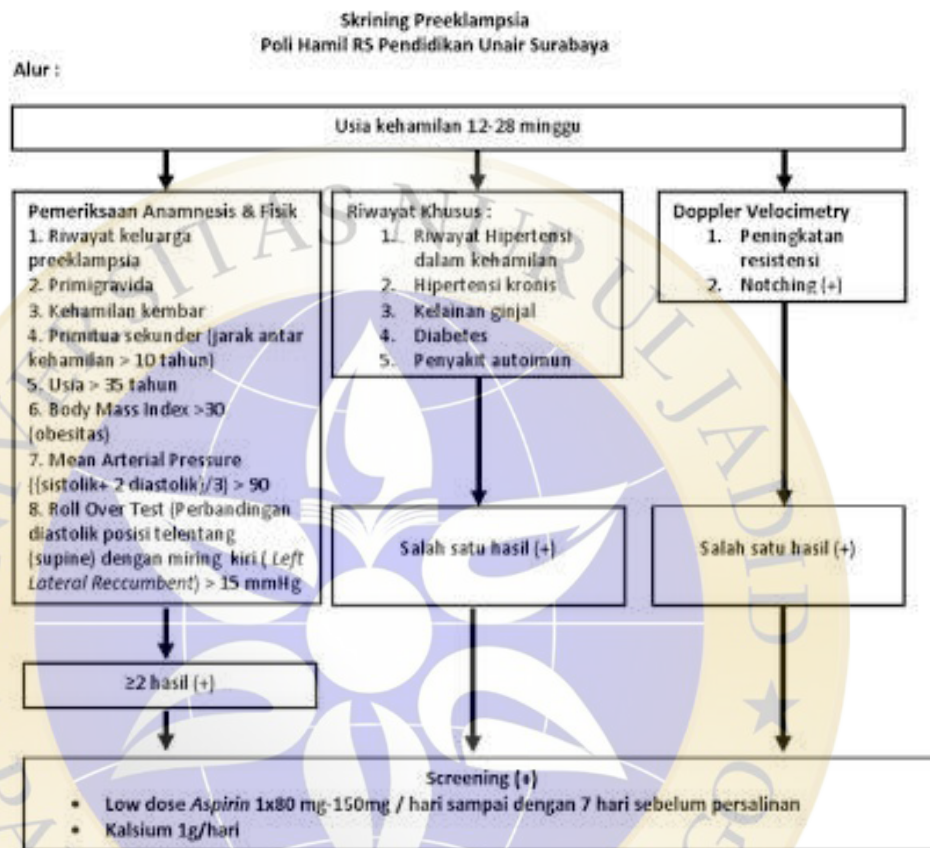 Skrining Preeklampsia
Poli Hamil RS Pendidikan Unair Surabaya
Alur :
Usia kehamilan 12-28 minggu
Pemeriksaan Anamnesis & Fisik
1. Riwayat keluarga
preeklampsia
2. Primigravida
3. Kehamilan kembar
4. Primitua sekunder (jarak antar
kehamilan > 10 tahun)
5. Usia > 35 tahun
6. Body Mass Index >30
(obesitas)
7. Mean Arterial Pressure
{(sistolik+ 2 diastolik)/3} > 90
8. Roll Over Test (Perbandingan
diastolik posisi telentang
(supine) dengan miring kiri ( Left
Lateral Reccumbent) > 15 mmHg
≥2 hasil (+)
Riwayat Khusus :
1. Riwayat Hipertensi
dalam kehamilan
2. Hipertensi kronis
3. Kelainan ginjal
4. Diabetes
5. Penyakit autoimun
Salah satu hasil (+)
Doppler Velocimetry
1. Peningkatan
resistensi
2. Notching (+)
Salah satu hasil (+)
Screening (+)
• Low dose Aspirin 1x80 mg-150mg / hari sampai dengan 7 hari sebelum persalinan
• Kalsium 1g/hari
SITAS NURUL JADID